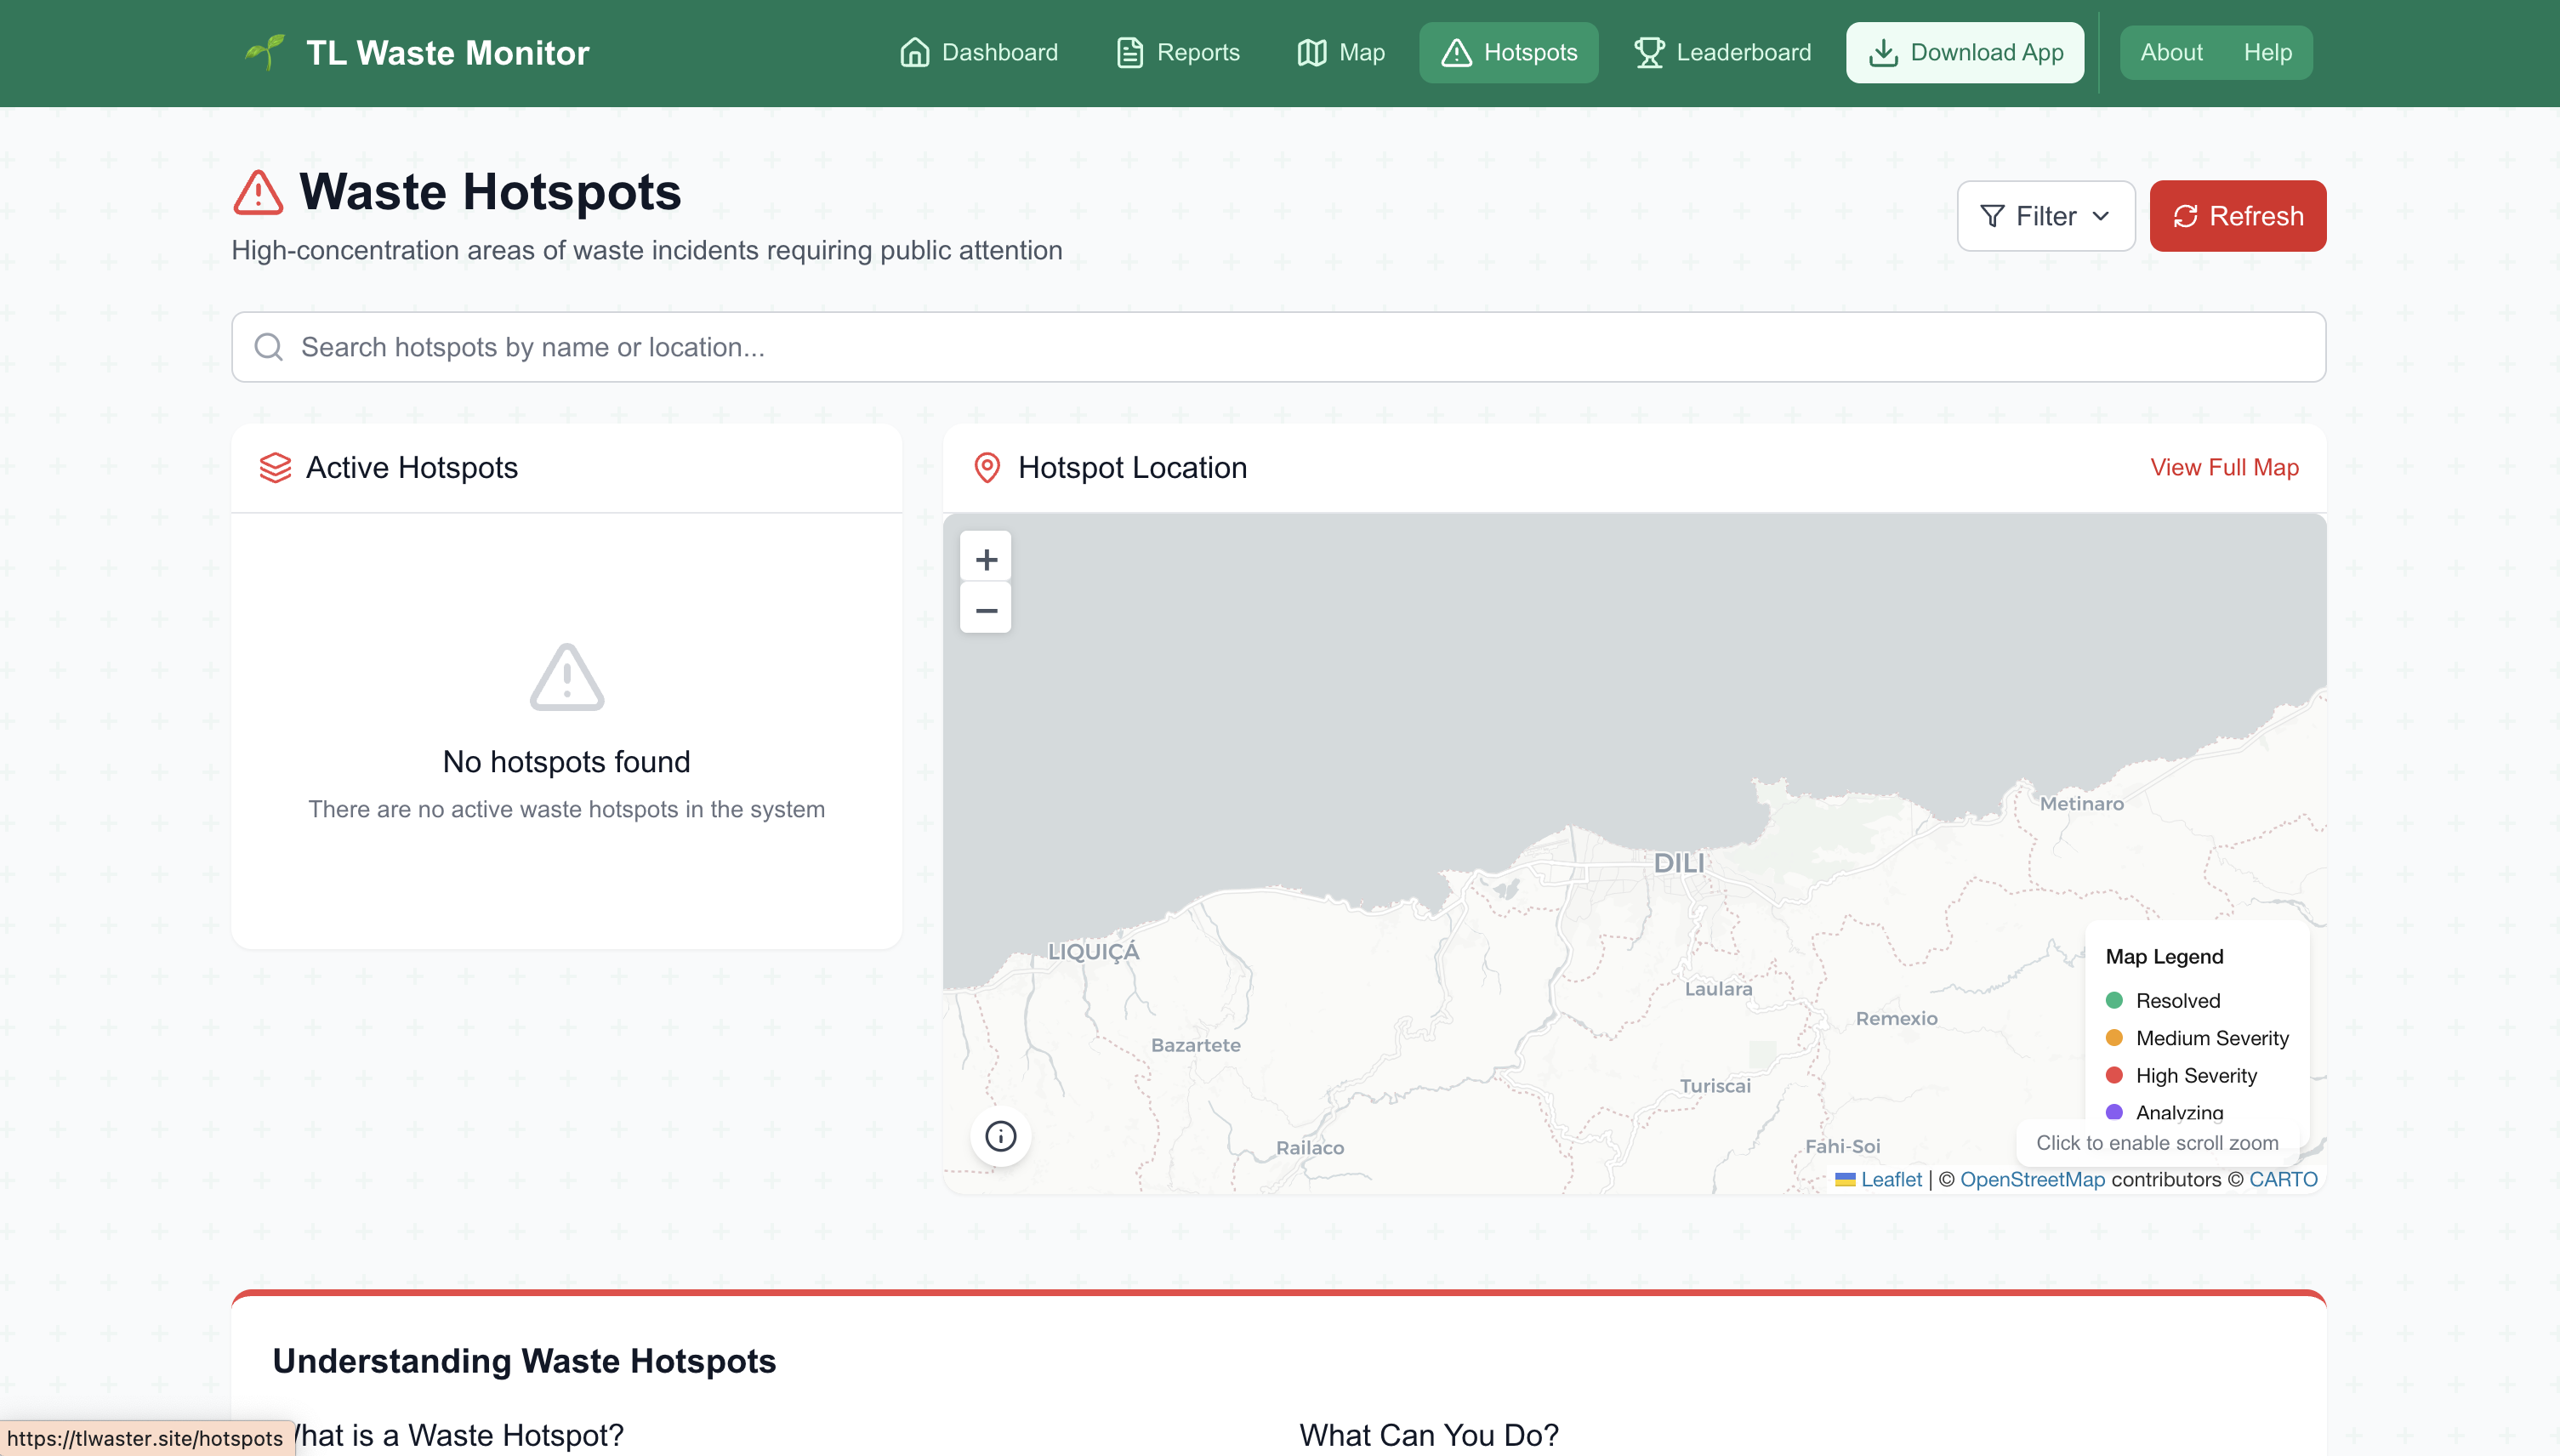 TL Waste Monitor
Dashboard
Reports
Map
Hotspots
Leaderboard
Download App
About
Help
Waste Hotspots
High-concentration areas of waste incidents requiring public attention
Filter
Refresh
Search hotspots by name or location...
Active Hotspots
No hotspots found
There are no active waste hotspots in the system
Hotspot Location
View Full Map
+
−
Metinaro
DILI
LIQUIÇÁ
Laulara
Remexio
Bazartete
Turiscai
Railaco
Fahi-Soi
Map Legend
Resolved
Medium Severity
High Severity
Analyzing
Click to enable scroll zoom
Leaflet | © OpenStreetMap contributors © CARTO
Understanding Waste Hotspots
What is a Waste Hotspot?
What Can You Do?
https://tlwaster.site/hotspots